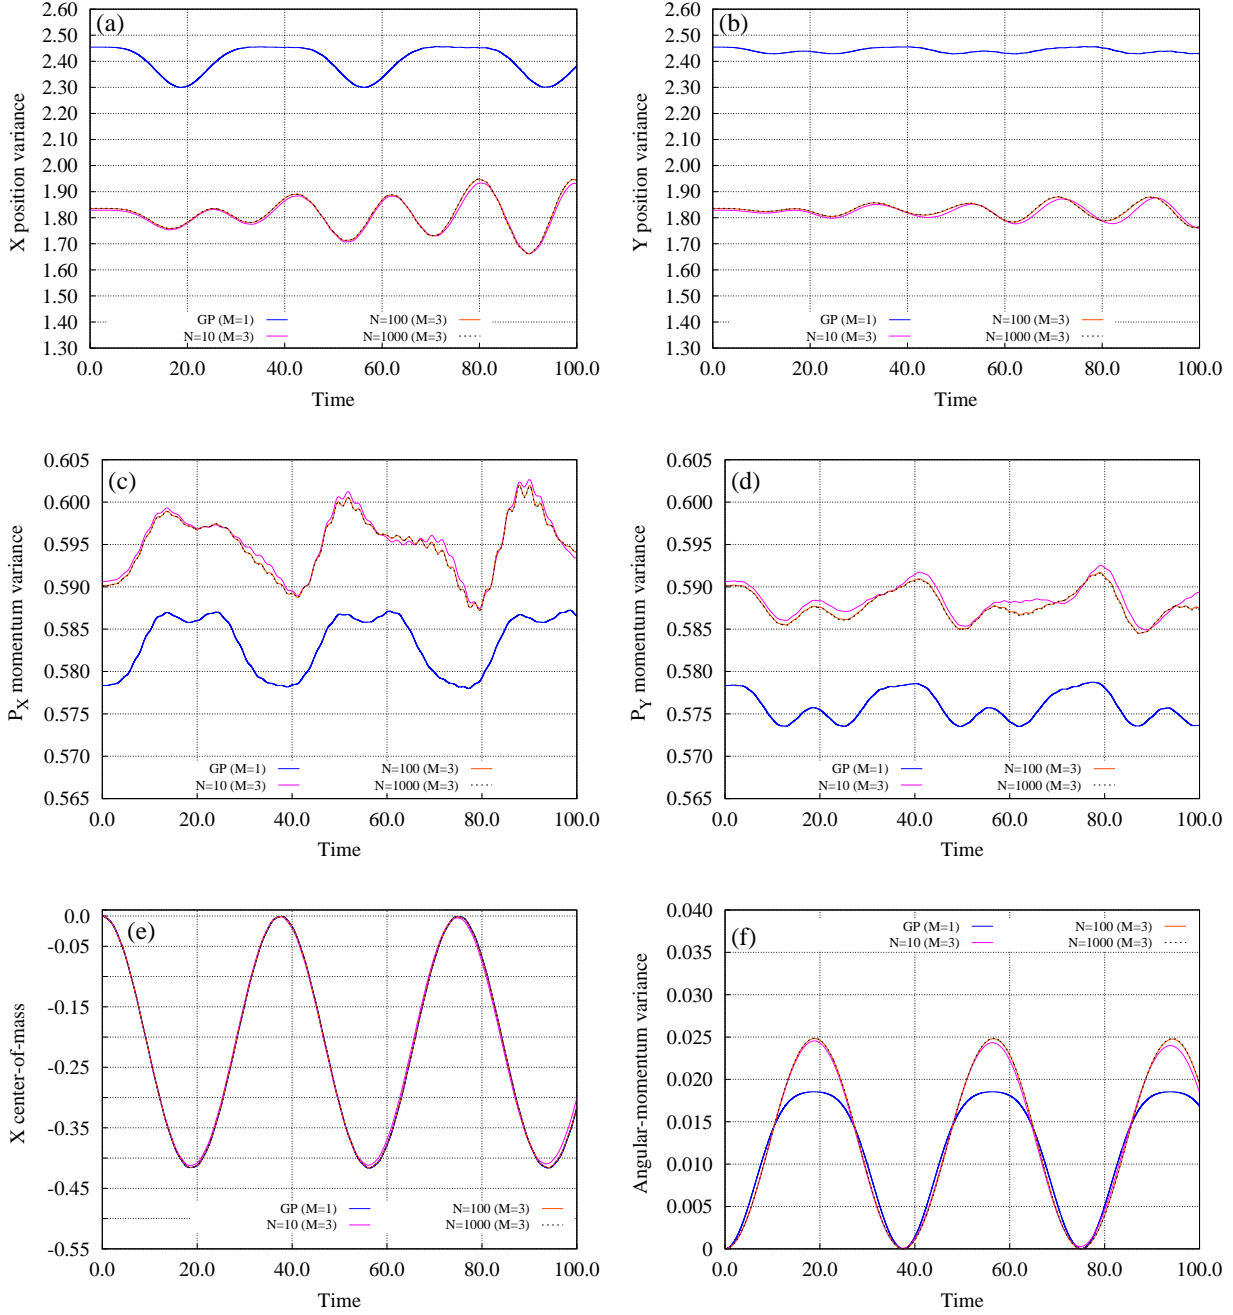 (a)
2.60
2.50
2.40
2.30
2.20
2.10
2.00
1.90
1.80
1.70
1.60
1.50
1.40
1.30
X position variance
GP (M=1)
N=10 (M=3)
N=100 (M=3)
N=1000 (M=3)
0.0 20.0 40.0 60.0 80.0 100.0
Time
(b)
2.60
2.50
2.40
2.30
2.20
2.10
2.00
1.90
1.80
1.70
1.60
1.50
1.40
1.30
Y position variance
GP (M=1)
N=10 (M=3)
N=100 (M=3)
N=1000 (M=3)
0.0 20.0 40.0 60.0 80.0 100.0
Time
(c)
0.605
0.600
0.595
0.590
0.585
0.580
0.575
0.570
0.565
P_X momentum variance
GP (M=1)
N=10 (M=3)
N=100 (M=3)
N=1000 (M=3)
0.0 20.0 40.0 60.0 80.0 100.0
Time
(d)
0.605
0.600
0.595
0.590
0.585
0.580
0.575
0.570
0.565
P_Y momentum variance
GP (M=1)
N=10 (M=3)
N=100 (M=3)
N=1000 (M=3)
0.0 20.0 40.0 60.0 80.0 100.0
Time
(e)
0.0
-0.05
-0.15
-0.25
-0.35
-0.45
-0.55
X center-of-mass
GP (M=1)
N=10 (M=3)
N=100 (M=3)
N=1000 (M=3)
0.0 20.0 40.0 60.0 80.0 100.0
Time
(f)
0.040
0.035
0.030
0.025
0.020
0.015
0.010
0.005
0
Angular-momentum variance
GP (M=1)
N=10 (M=3)
N=100 (M=3)
N=1000 (M=3)
0.0 20.0 40.0 60.0 80.0 100.0
Time